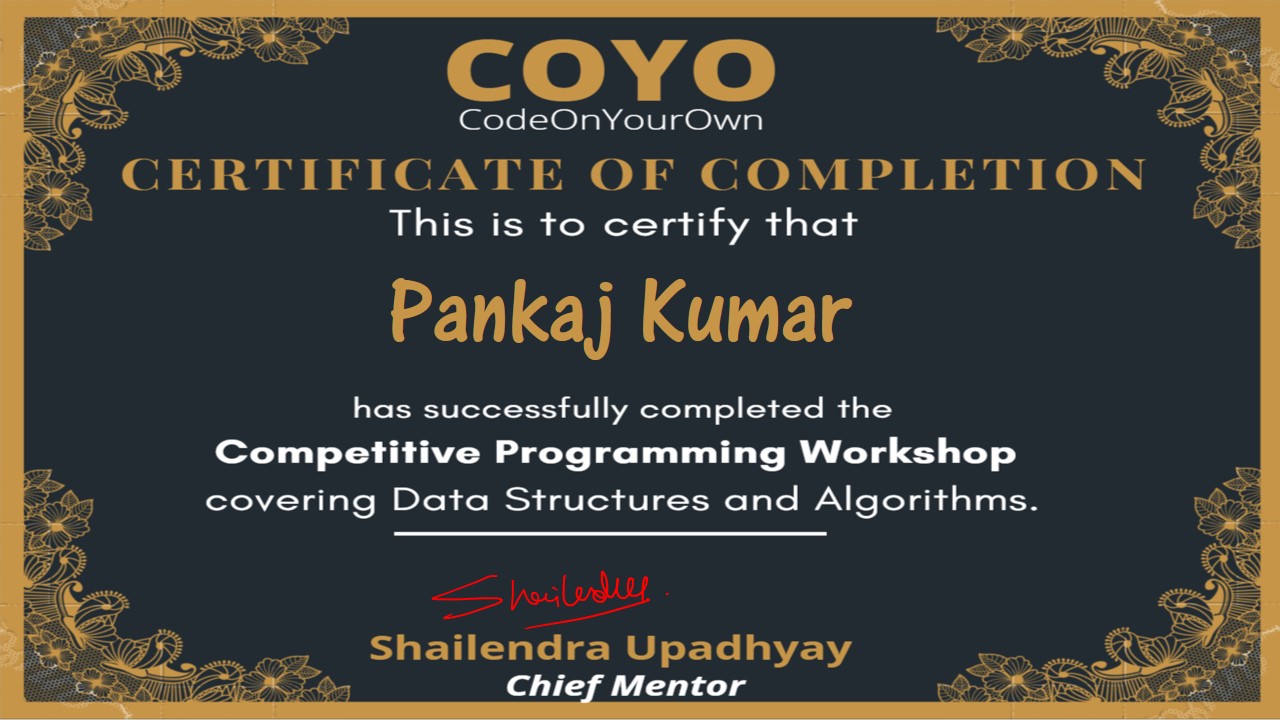 COYO
CodeOnYourOwn
CERTIFICATE OF COMPLETION
This is to certify that
Pankaj Kumar
has successfully completed the
Competitive Programming Workshop
covering Data Structures and Algorithms.
Shailendra Upadhyay
Chief Mentor